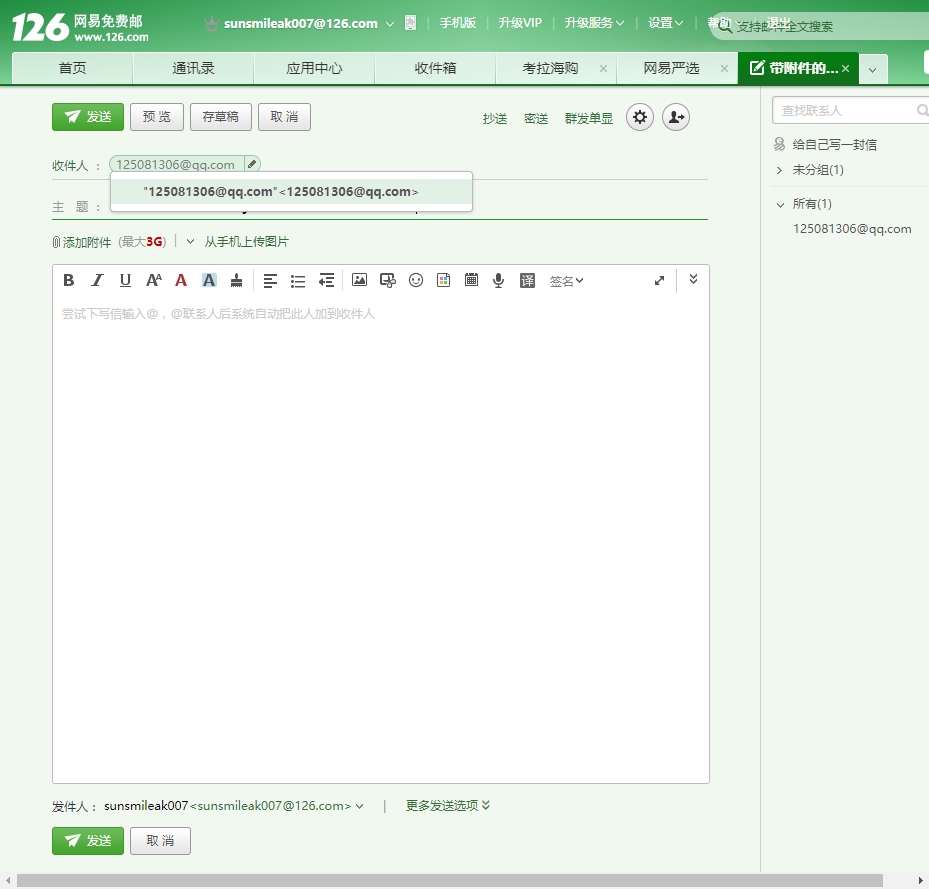 126 网易免费邮
www.126.com
sunsmileak007@126.com
手机版
升级VIP
升级服务
设置
帮助
退出
支持邮件全文搜索
首页
通讯录
应用中心
收件箱
考拉海购
网易严选
带附件的...
发送
预 览
存草稿
取 消
抄送
密送
群发单显
查找联系人
收件人：
125081306@qq.com
"125081306@qq.com"<125081306@qq.com>
主 题：
添加附件 (最大3G)
从手机上传图片
签名
尝试下写信输入@，@联系人后系统自动把此人加到收件人
给自己写一封信
未分组(1)
所有(1)
125081306@qq.com
发件人：sunsmileak007<sunsmileak007@126.com>
更多发送选项
发送
取 消